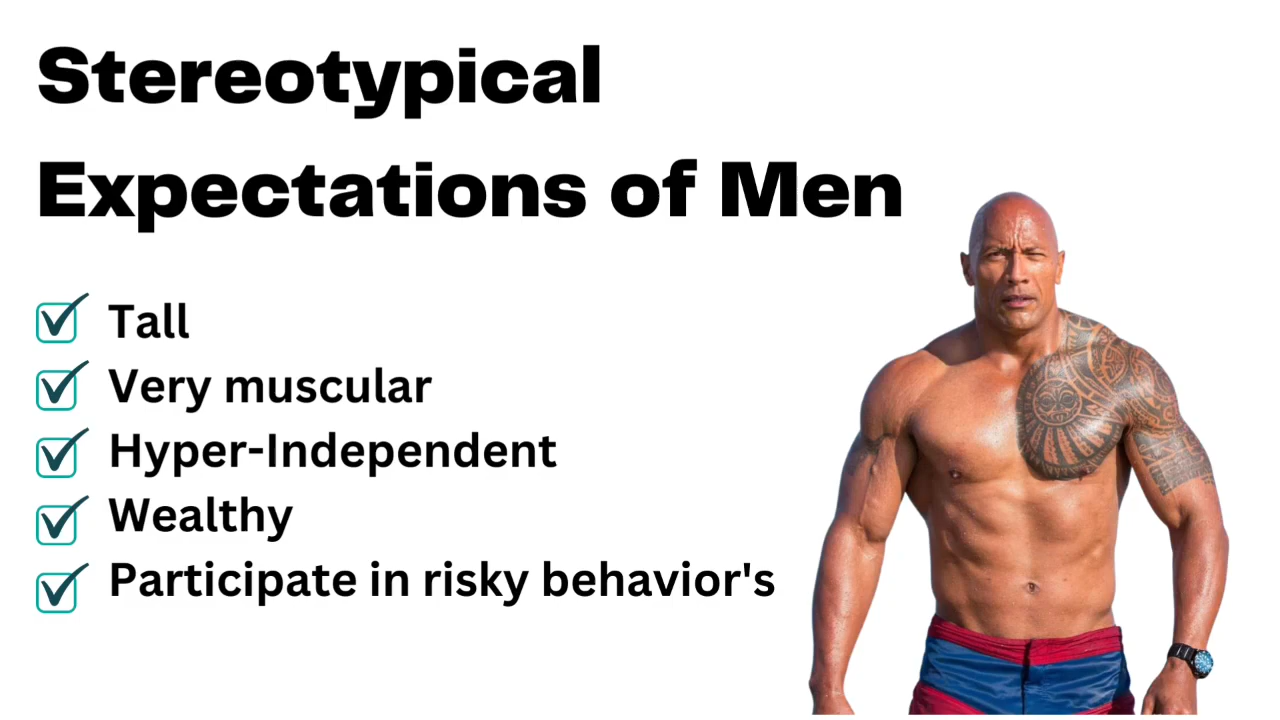 Stereotypical
Expectations of Men
Tall
Very muscular
Hyper-Independent
Wealthy
Participate in risky behavior's